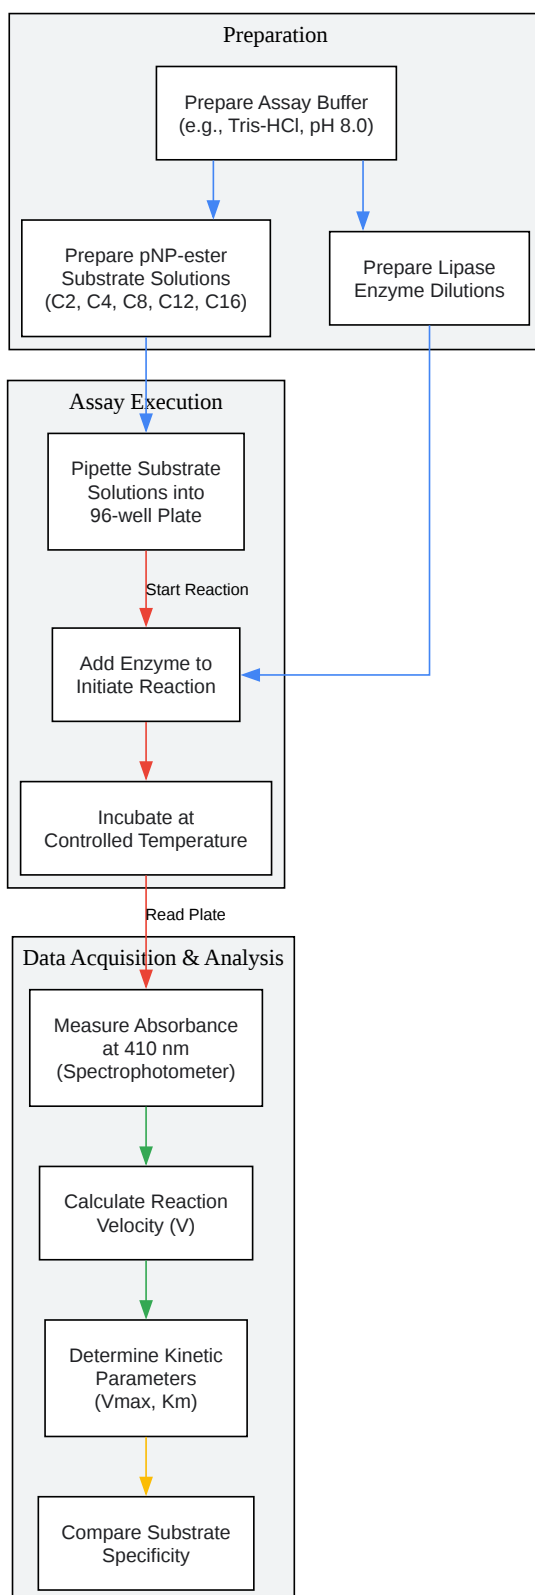 Preparation
Prepare Assay Buffer
(e.g., Tris-HCl, pH 8.0)
Prepare pNP-ester
Substrate Solutions
(C2, C4, C8, C12, C16)
Prepare Lipase
Enzyme Dilutions
Assay Execution
Pipette Substrate
Solutions into
96-well Plate
Start Reaction
Add Enzyme to
Initiate Reaction
Incubate at
Controlled Temperature
Read Plate
Data Acquisition & Analysis
Measure Absorbance
at 410 nm
(Spectrophotometer)
Calculate Reaction
Velocity (V)
Determine Kinetic
Parameters
(Vmax, Km)
Compare Substrate
Specificity